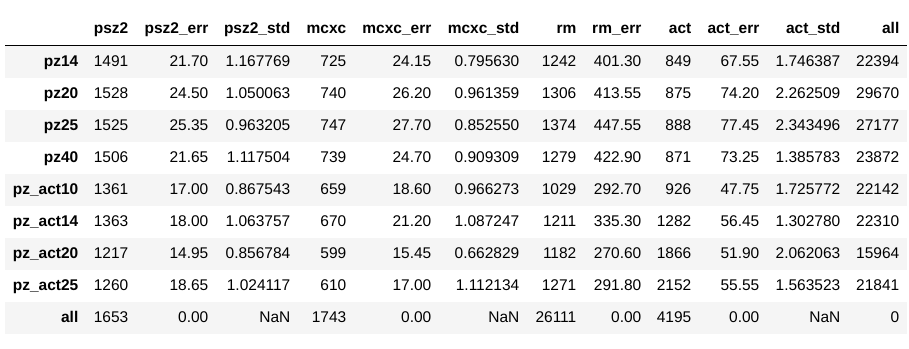 psz2 psz2_err psz2_std mcxc mcxc_err mcxc_std rm rm_err act act_err act_std all
pz14 1491 21.70 1.167769 725 24.15 0.795630 1242 401.30 849 67.55 1.746387 22394
pz20 1528 24.50 1.050063 740 26.20 0.961359 1306 413.55 875 74.20 2.262509 29670
pz25 1525 25.35 0.963205 747 27.70 0.852550 1374 447.55 888 77.45 2.343496 27177
pz40 1506 21.65 1.117504 739 24.70 0.909309 1279 422.90 871 73.25 1.385783 23872
pz_act10 1361 17.00 0.867543 659 18.60 0.966273 1029 292.70 926 47.75 1.725772 22142
pz_act14 1363 18.00 1.063757 670 21.20 1.087247 1211 335.30 1282 56.45 1.302780 22310
pz_act20 1217 14.95 0.856784 599 15.45 0.662829 1182 270.60 1866 51.90 2.062063 15964
pz_act25 1260 18.65 1.024117 610 17.00 1.112134 1271 291.80 2152 55.55 1.563523 21841
all 1653 0.00 NaN 1743 0.00 NaN 26111 0.00 4195 0.00 NaN 0